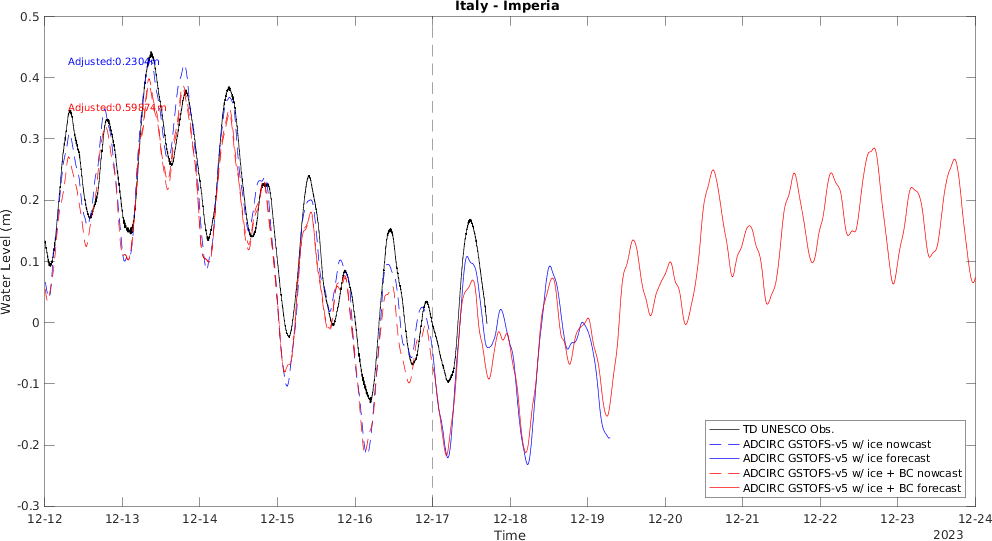 Italy - Imperia
Water Level (m)
0.5
0.4
0.3
0.2
0.1
0
-0.1
-0.2
-0.3
Adjusted:0.2304m
Adjusted:0.59874m
TD UNESCO Obs.
ADCIRC GSTOFS-v5 w/ ice nowcast
ADCIRC GSTOFS-v5 w/ ice forecast
ADCIRC GSTOFS-v5 w/ ice + BC nowcast
ADCIRC GSTOFS-v5 w/ ice + BC forecast
12-12 12-13 12-14 12-15 12-16 12-17 12-18 12-19 12-20 12-21 12-22 12-23 12-24
Time
2023